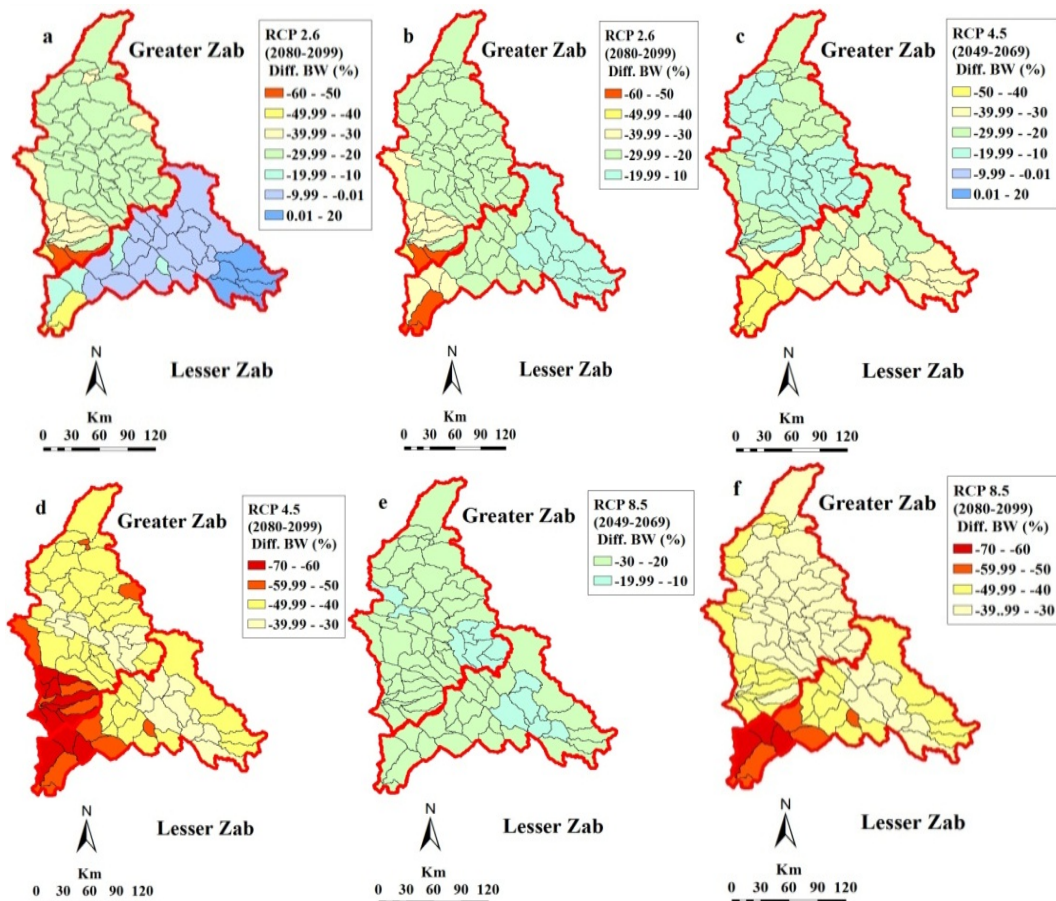 a
Greater Zab
RCP 2.6
(2080-2099)
Diff. BW (%)
-60 - -50
-49.99 - -40
-39.99 - -30
-29.99 - -20
-19.99 - -10
-9.99 - -0.01
0.01 - 20
N
Lesser Zab
Km
0 30 60 90 120
b
Greater Zab
RCP 2.6
(2080-2099)
Diff. BW (%)
-60 - -50
-49.99 - -40
-39.99 - -30
-29.99 - -20
-19.99 - 10
N
Lesser Zab
Km
0 30 60 90 120
c
Greater Zab
RCP 4.5
(2049-2069)
Diff. BW (%)
-50 - -40
-39.99 - -30
-29.99 - -20
-19.99 - -10
-9.99 - -0.01
0.01 - 20
N
Lesser Zab
Km
0 30 60 90 120
d
Greater Zab
RCP 4.5
(2080-2099)
Diff. BW (%)
-70 - -60
-59.99 - -50
-49.99 - -40
-39.99 - -30
N
Lesser Zab
Km
0 30 60 90 120
e
Greater Zab
RCP 8.5
(2049-2069)
Diff. BW (%)
-30 - -20
-19.99 - -10
N
Lesser Zab
Km
0 30 60 90 120
f
Greater Zab
RCP 8.5
(2080-2099)
Diff. BW (%)
-70 - -60
-59.99 - -50
-49.99 - -40
-39..99 - -30
N
Lesser Zab
Km
0 30 60 90 120